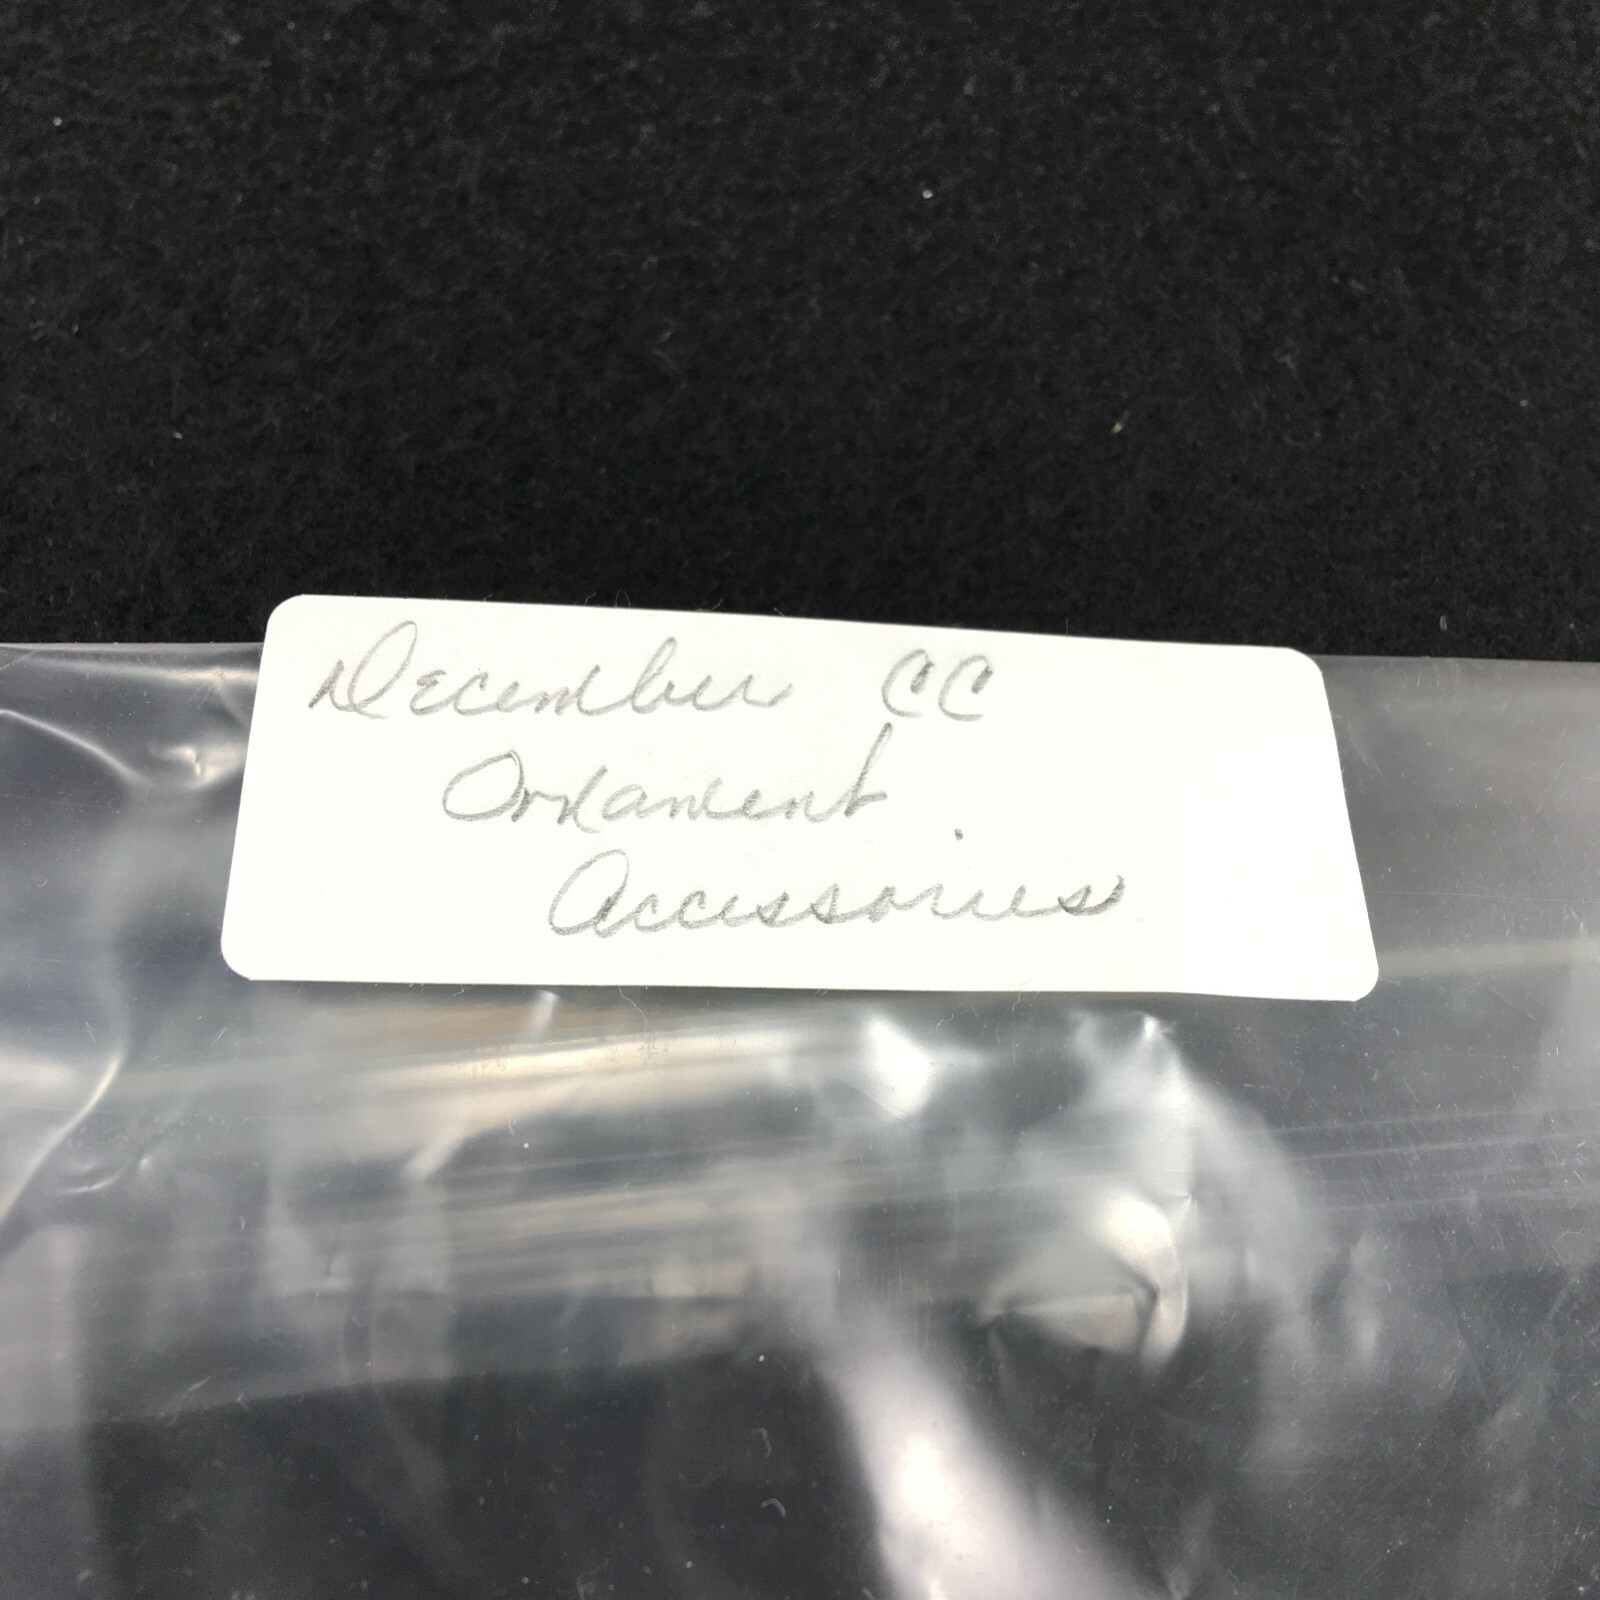 December CC
Ornament
Accessories